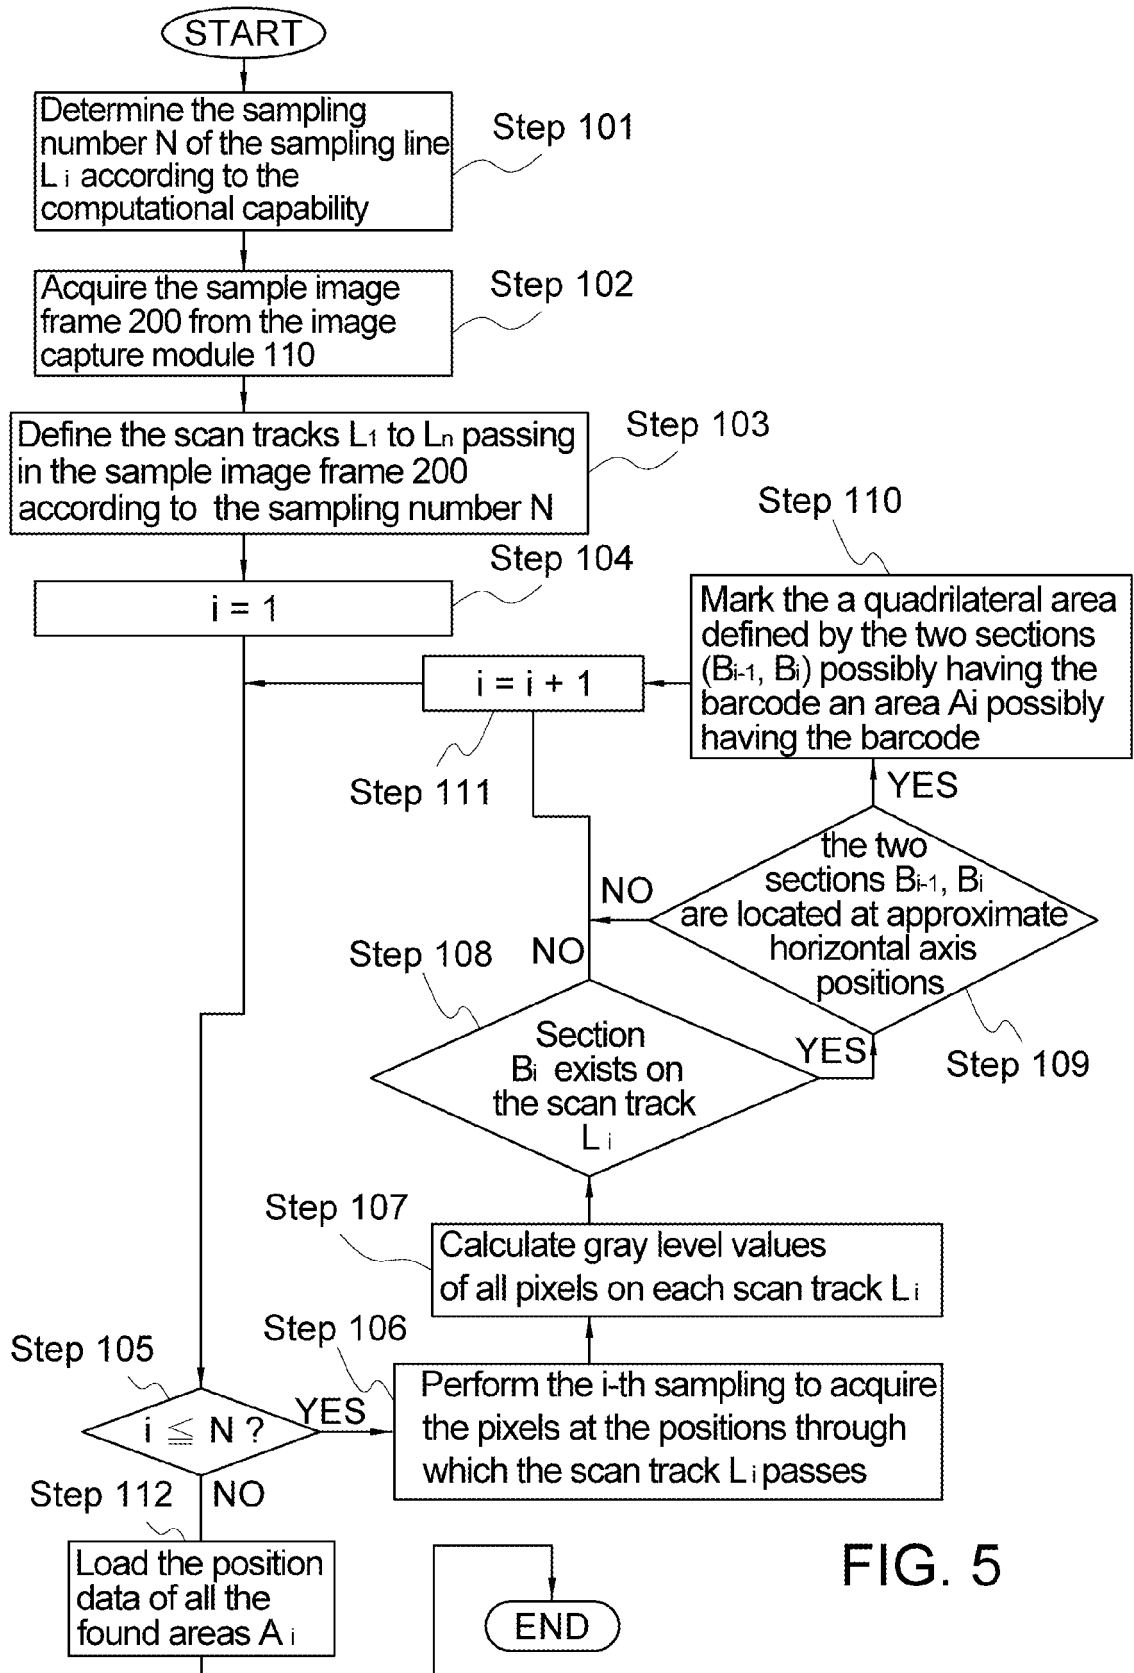 START
Determine the sampling
number N of the sampling line
L i according to the
computational capability
Step 101
Acquire the sample image
frame 200 from the image
capture module 110
Step 102
Define the scan tracks L1 to Ln passing
in the sample image frame 200
according to the sampling number N
Step 103
i = 1
Step 104
Step 110
Mark the a quadrilateral area
defined by the two sections
(Bi-1, Bi) possibly having the
barcode an area Ai possibly
having the barcode
i = i + 1
Step 111
YES
the two
sections Bi-1, Bi
are located at approximate
horizontal axis
positions
NO
Step 109
Step 108
NO
Section
Bi exists on
the scan track
L i
YES
Step 107
Calculate gray level values
of all pixels on each scan track L i
Step 106
Perform the i-th sampling to acquire
the pixels at the positions through
which the scan track L i passes
Step 105
i ≦ N ?
YES
NO
Step 112
Load the position
data of all the
found areas A i
END
FIG. 5